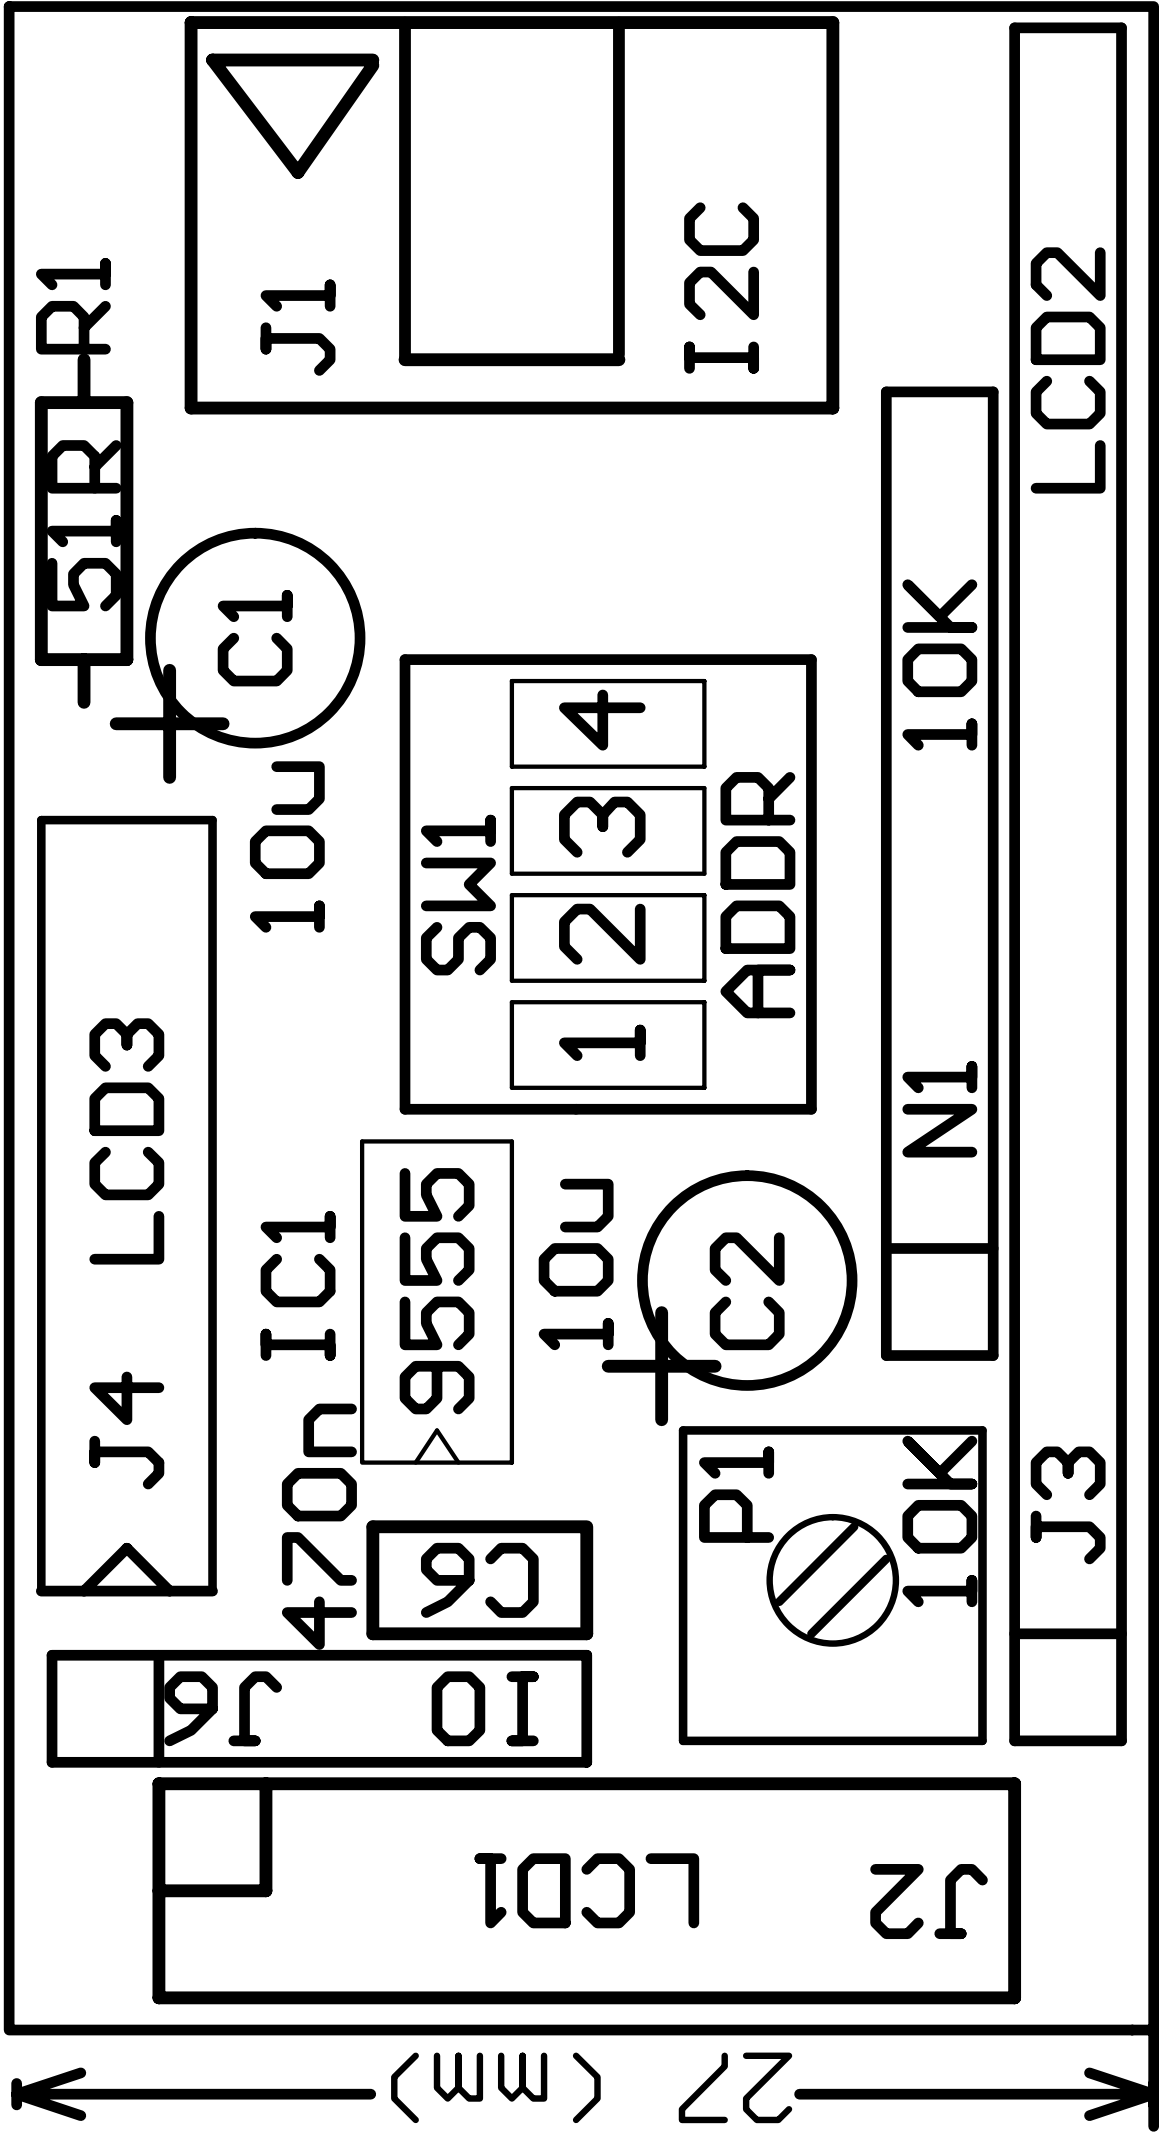 J1
I2C
R1
51R
C1
10u
LCD2
J3
10K
N1
SW1
4
3
2
1
ADDR
LCD3
J4
IC1
9555
10u
C2
470n
C6
P1
10K
J6 IO
LCD1 J2
27 (mm)